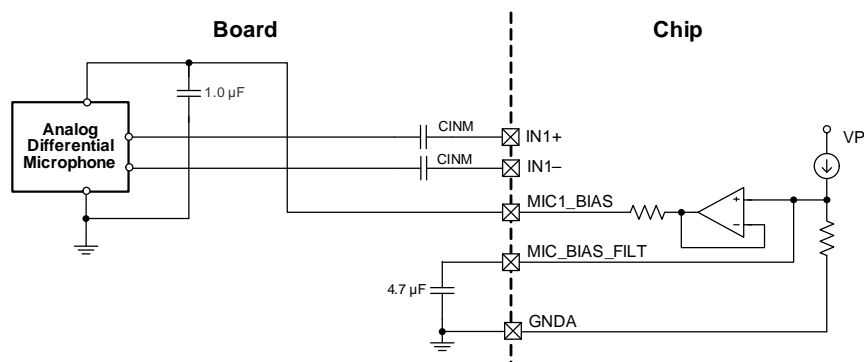 Board
Chip
1.0 µF
Analog
Differential
Microphone
CINM
IN1+
CINM
IN1–
VP
MIC1_BIAS
+
–
MIC_BIAS_FILT
4.7 µF
GNDA